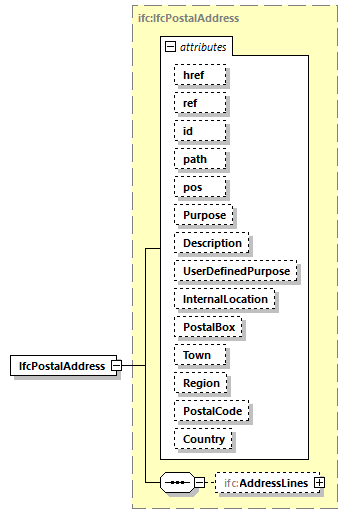 ifc:IfcPostalAddress
attributes
href
ref
id
path
pos
Purpose
Description
UserDefinedPurpose
InternalLocation
PostalBox
Town
Region
PostalCode
Country
IfcPostalAddress
ifc:AddressLines